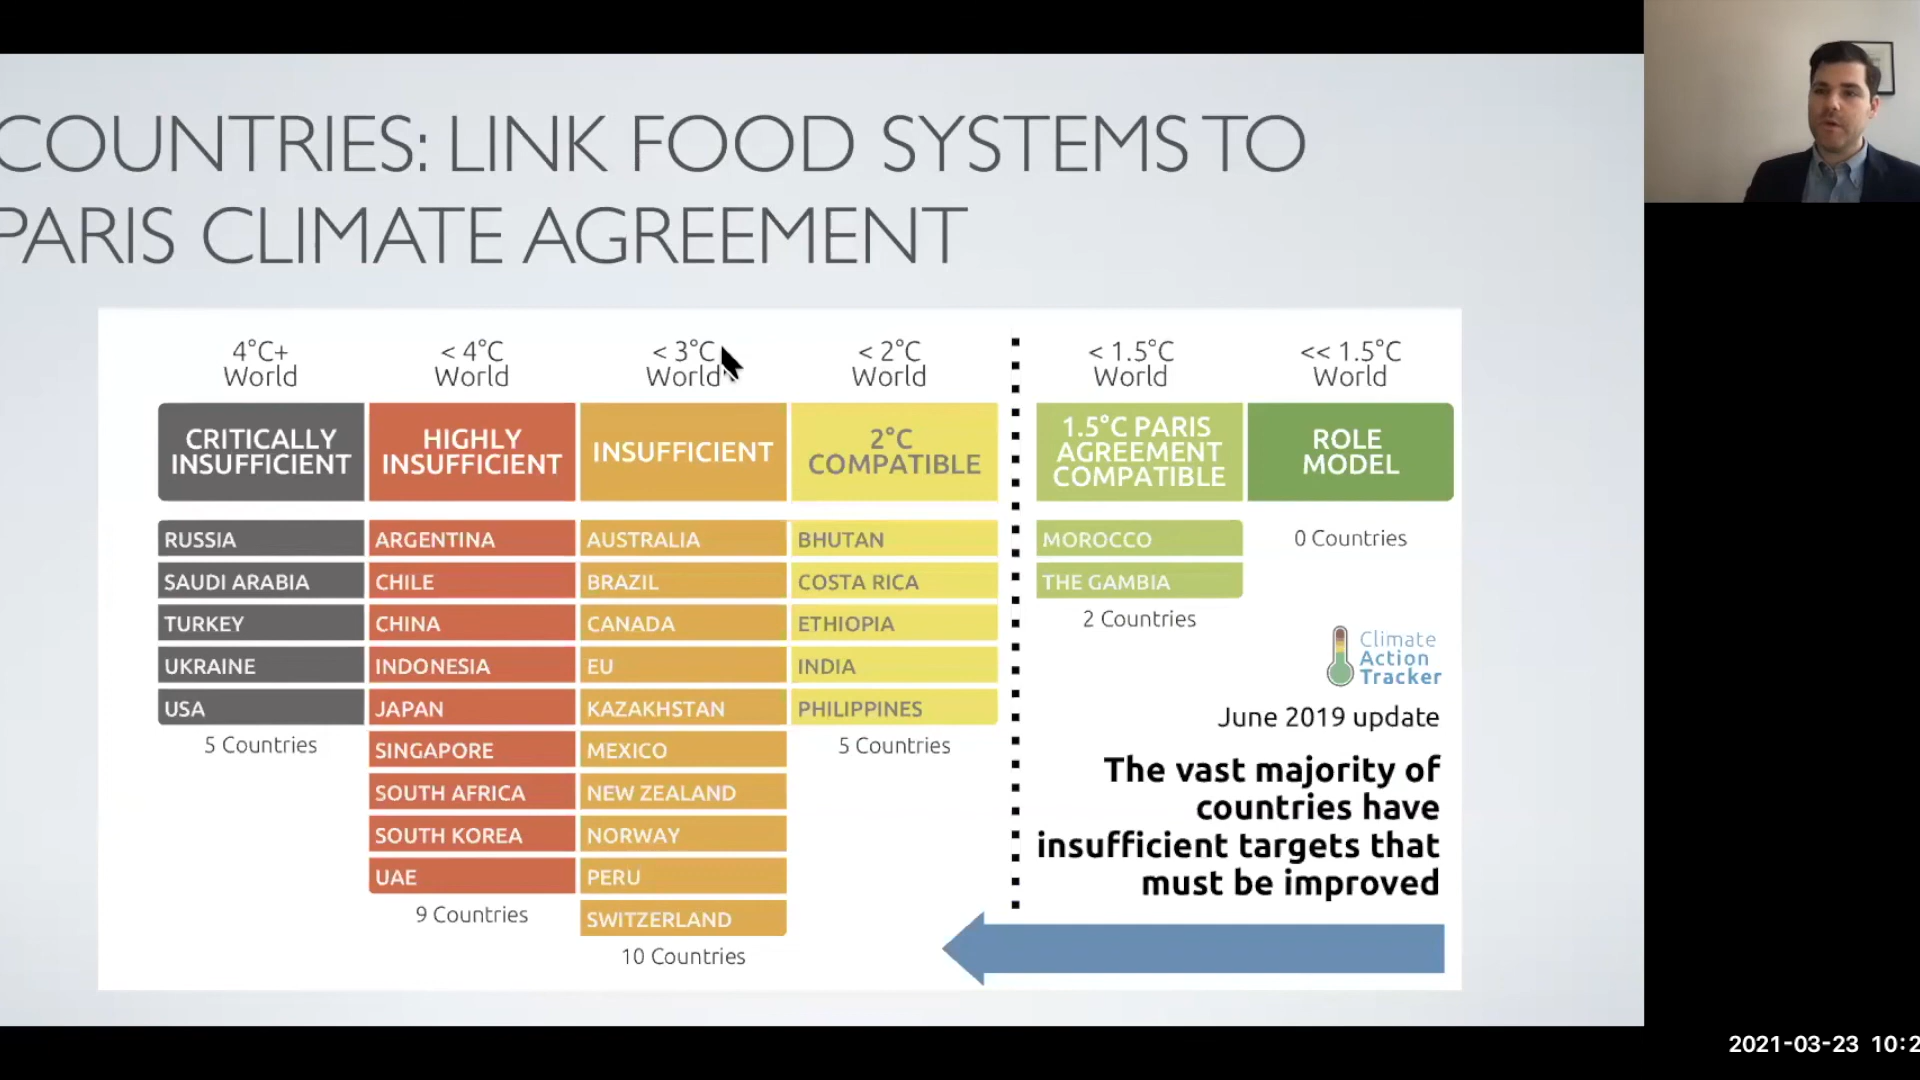 COUNTRIES: LINK FOOD SYSTEMS TO
PARIS CLIMATE AGREEMENT
4°C+
World
< 4°C
World
< 3°C
World
< 2°C
World
< 1.5°C
World
<< 1.5°C
World
CRITICALLY
INSUFFICIENT
HIGHLY
INSUFFICIENT
INSUFFICIENT
2°C
COMPATIBLE
1.5°C PARIS
AGREEMENT
COMPATIBLE
ROLE
MODEL
RUSSIA
SAUDI ARABIA
TURKEY
UKRAINE
USA
5 Countries
ARGENTINA
CHILE
CHINA
INDONESIA
JAPAN
SINGAPORE
SOUTH AFRICA
SOUTH KOREA
UAE
9 Countries
AUSTRALIA
BRAZIL
CANADA
EU
KAZAKHSTAN
MEXICO
NEW ZEALAND
NORWAY
PERU
SWITZERLAND
10 Countries
BHUTAN
COSTA RICA
ETHIOPIA
INDIA
PHILIPPINES
5 Countries
MOROCCO
THE GAMBIA
2 Countries
0 Countries
Climate
Action
Tracker
June 2019 update
The vast majority of
countries have
insufficient targets that
must be improved
2021-03-23 10:2